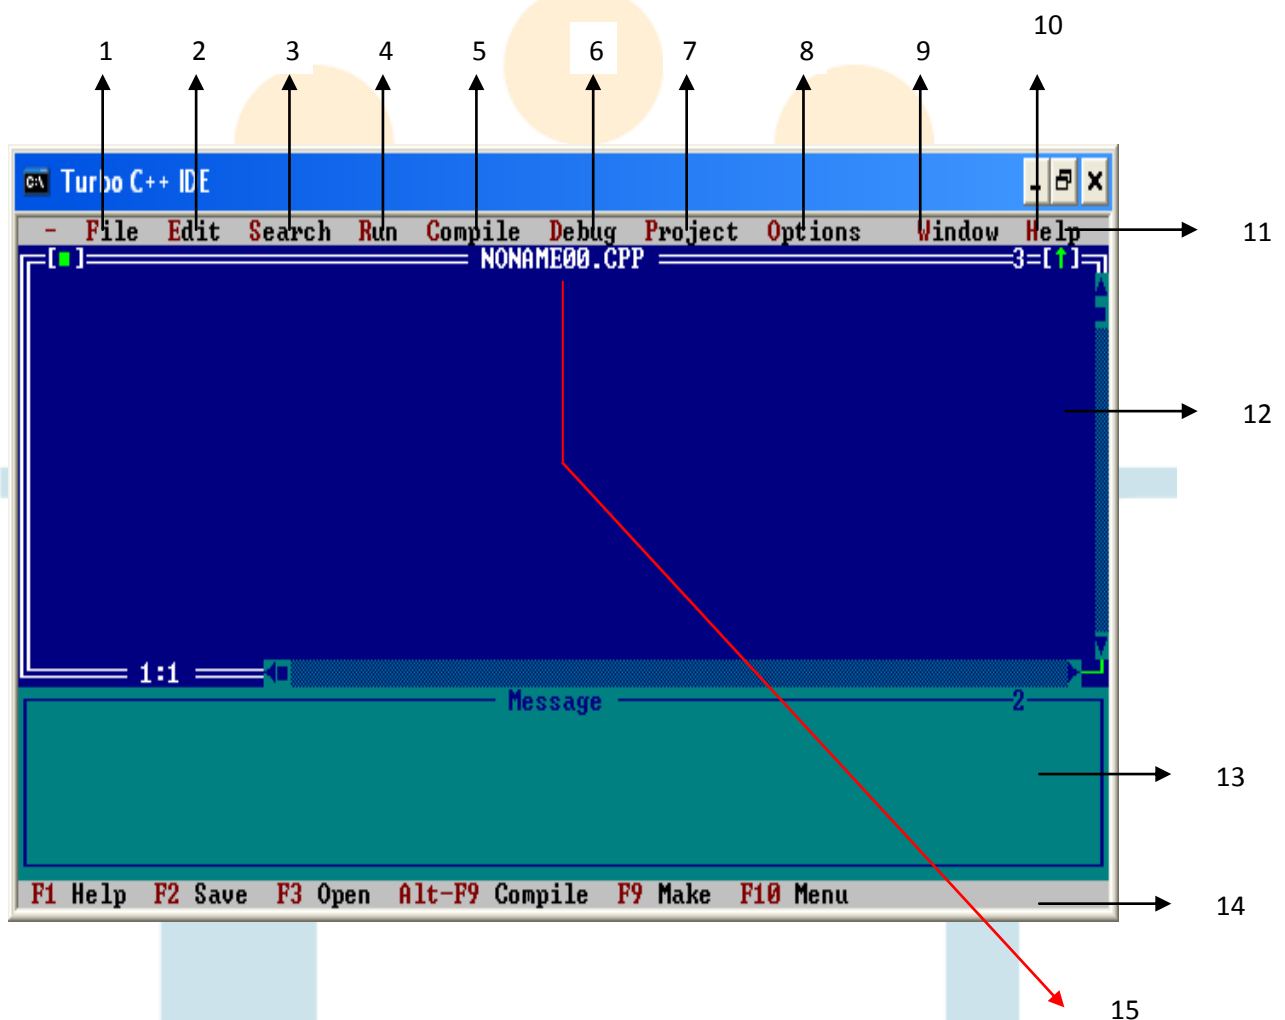 10
1 2 3 4 5 6 7 8 9
C:\ Turbo C++ IDE
- File Edit Search Run Compile Debug Project Options Window Help
11
[■] NONAME00.CPP 3=[↑]
12
1:1
Message 2
13
F1 Help F2 Save F3 Open Alt-F9 Compile F9 Make F10 Menu
14
15